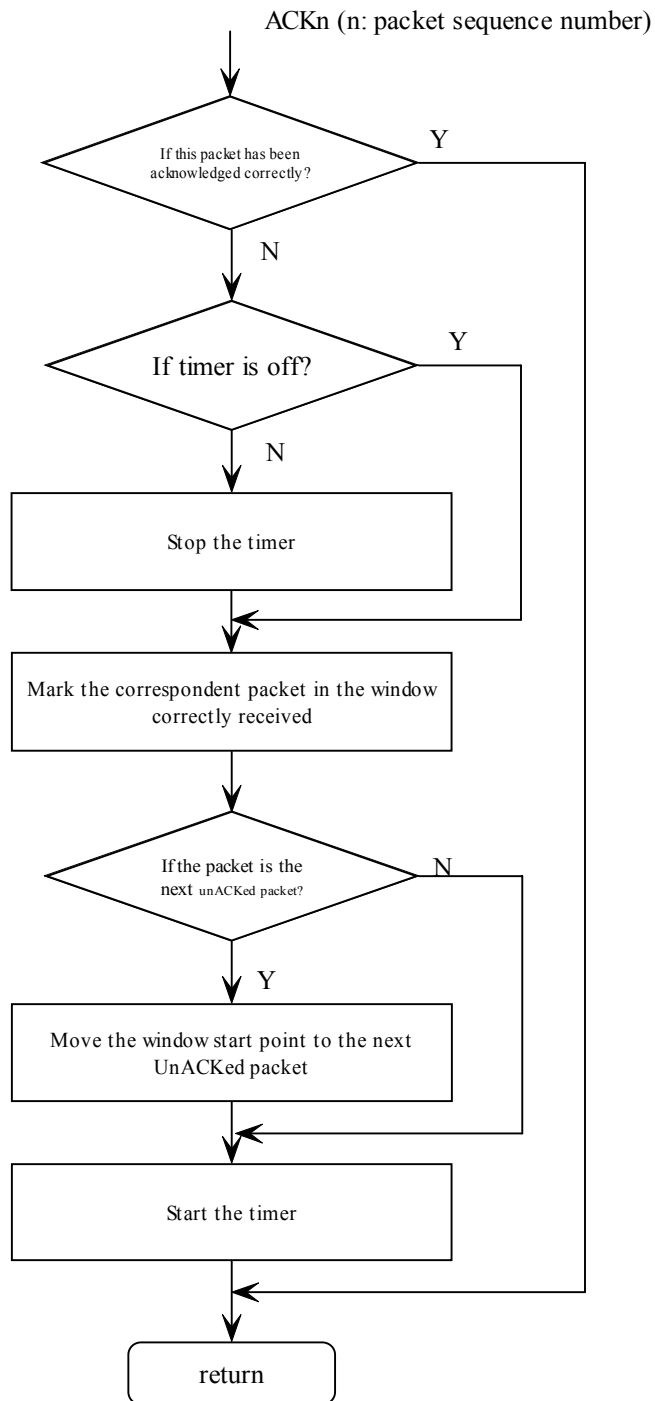 ACKn (n: packet sequence number)
If this packet has been
acknowledged correctly?
Y
N
If timer is off?
Y
N
Stop the timer
Mark the correspondent packet in the window
correctly received
If the packet is the
next unACKed packet?
N
Y
Move the window start point to the next
UnACKed packet
Start the timer
return